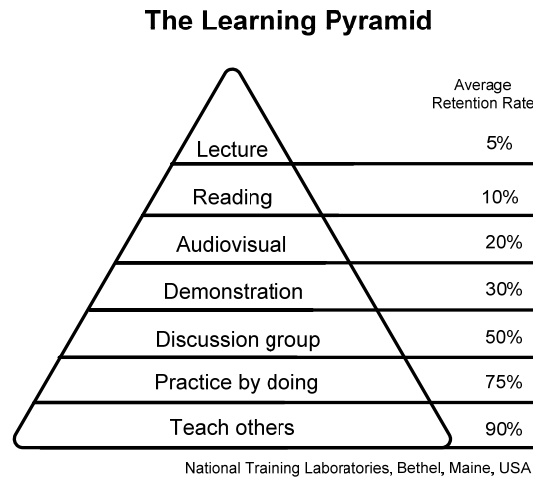 The Learning Pyramid
Average
Retention Rate
Lecture 5%
Reading 10%
Audiovisual 20%
Demonstration 30%
Discussion group 50%
Practice by doing 75%
Teach others 90%
National Training Laboratories, Bethel, Maine, USA